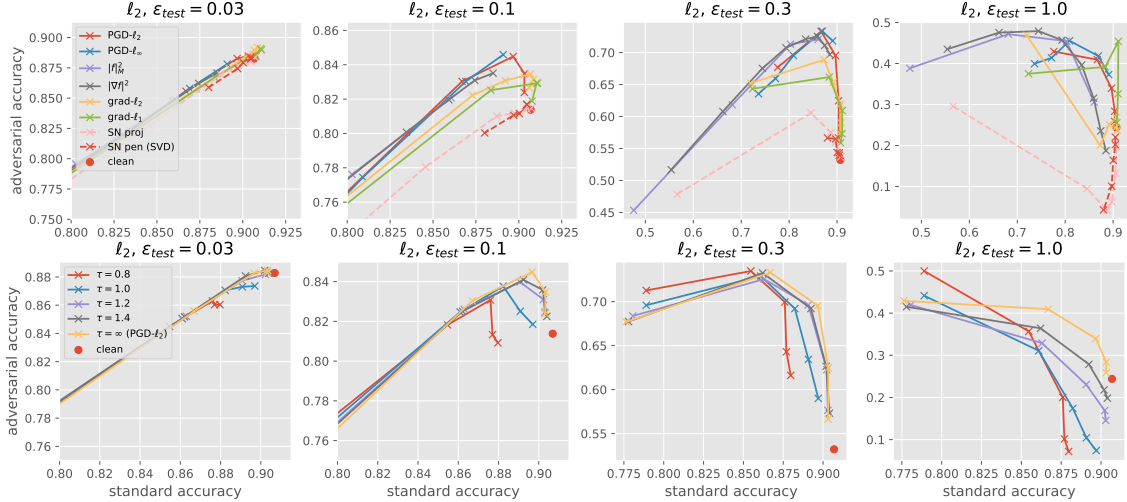 ℓ₂, ε_test = 0.03
ℓ₂, ε_test = 0.1
ℓ₂, ε_test = 0.3
ℓ₂, ε_test = 1.0
adversarial accuracy
0.900
0.875
0.850
0.825
0.800
0.775
0.750
PGD-ℓ₂
PGD-ℓ∞
|f|²_M
|∇f|²
grad-ℓ₂
grad-ℓ₁
SN proj
SN pen (SVD)
clean
0.800 0.825 0.850 0.875 0.900 0.925
0.86
0.84
0.82
0.80
0.78
0.76
0.800 0.825 0.850 0.875 0.900 0.925
0.70
0.65
0.60
0.55
0.50
0.45
0.5 0.6 0.7 0.8 0.9
0.5
0.4
0.3
0.2
0.1
0.5 0.6 0.7 0.8 0.9
ℓ₂, ε_test = 0.03
ℓ₂, ε_test = 0.1
ℓ₂, ε_test = 0.3
ℓ₂, ε_test = 1.0
adversarial accuracy
0.88
0.86
0.84
0.82
0.80
0.78
0.76
τ = 0.8
τ = 1.0
τ = 1.2
τ = 1.4
τ = ∞ (PGD-ℓ₂)
clean
0.80 0.82 0.84 0.86 0.88 0.90
standard accuracy
0.84
0.82
0.80
0.78
0.76
0.80 0.82 0.84 0.86 0.88 0.90
standard accuracy
0.70
0.65
0.60
0.55
0.775 0.800 0.825 0.850 0.875 0.900
standard accuracy
0.5
0.4
0.3
0.2
0.1
0.775 0.800 0.825 0.850 0.875 0.900
standard accuracy